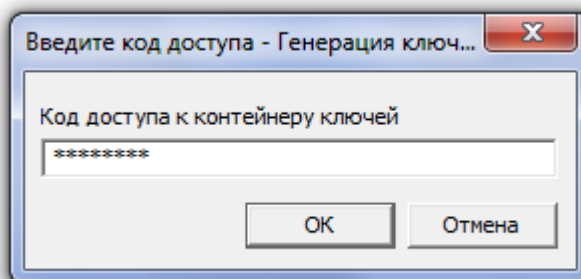 Введите код доступа - Генерация ключ...
Код доступа к контейнеру ключей
********
ОК
Отмена